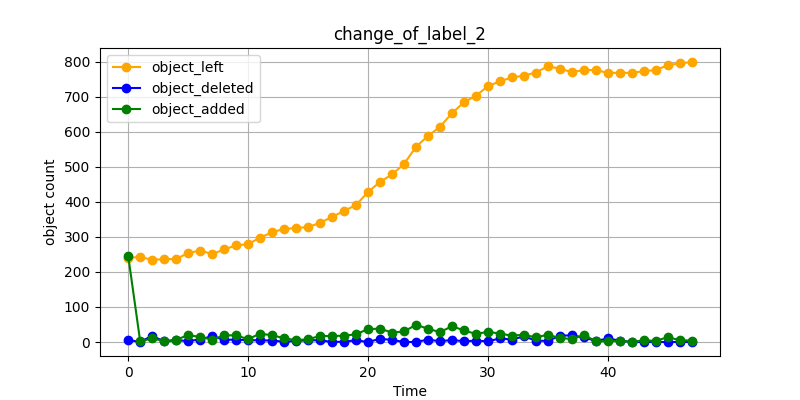 change_of_label_2
object_left
object_deleted
object_added
object count
800
700
600
500
400
300
200
100
0
0 10 20 30 40
Time